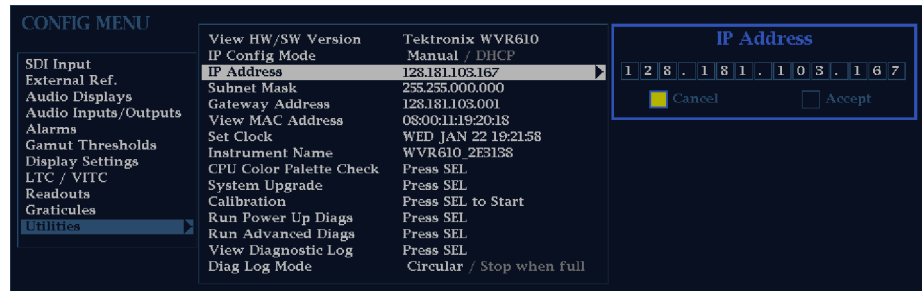 CONFIG MENU
SDI Input
External Ref.
Audio Displays
Audio Inputs/Outputs
Alarms
Gamut Thresholds
Display Settings
LTC / VITC
Readouts
Graticules
Utilities
View HW/SW Version Tektronix WVR610
IP Config Mode Manual / DHCP
IP Address 128.181.103.167
Subnet Mask 255.255.000.000
Gateway Address 128.181.103.001
View MAC Address 08:00:11:19:20:18
Set Clock WED JAN 22 19:21:58
Instrument Name WVR610_2E3138
CPU Color Palette Check Press SEL
System Upgrade Press SEL
Calibration Press SEL to Start
Run Power Up Diags Press SEL
Run Advanced Diags Press SEL
View Diagnostic Log Press SEL
Diag Log Mode Circular / Stop when full
IP Address
128.181.103.167
Cancel Accept